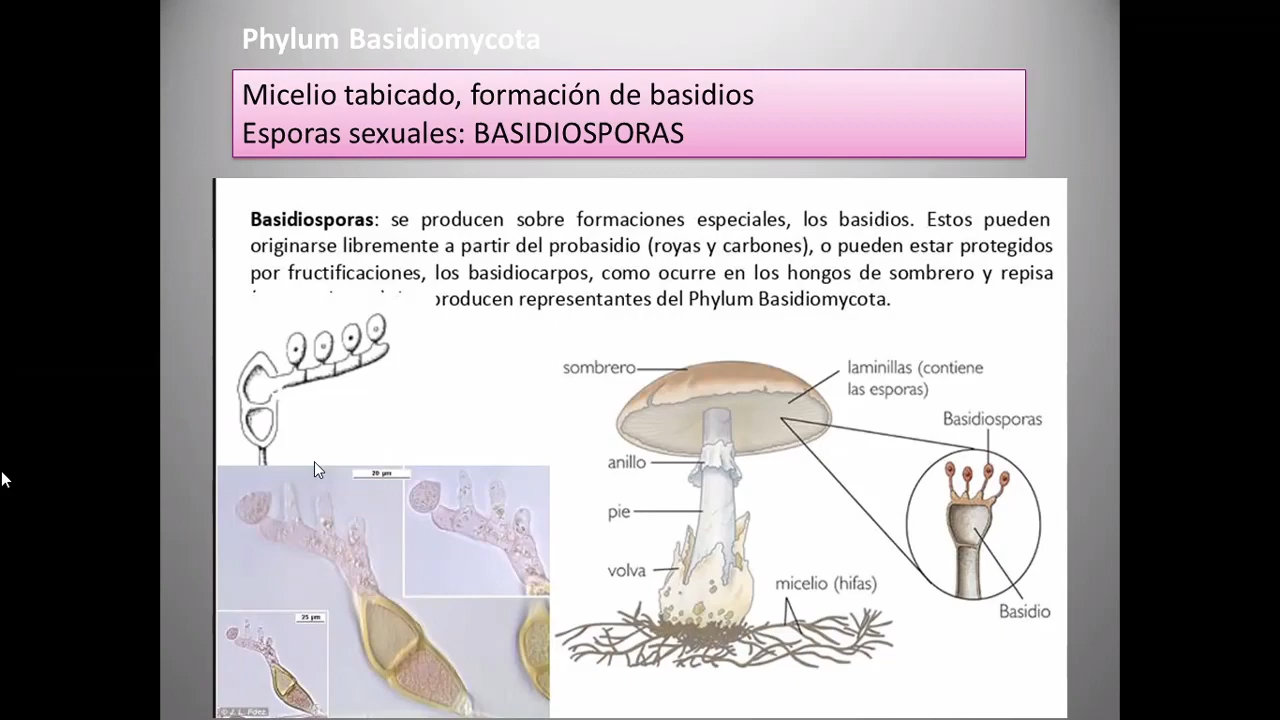 Phylum Basidiomycota
Micelio tabicado, formación de basidios
Esporas sexuales: BASIDIOSPORAS
Basidiosporas: se producen sobre formaciones especiales, los basidios. Estos pueden
originarse libremente a partir del probasidio (royas y carbones), o pueden estar protegidos
por fructificaciones, los basidiocarpos, como ocurre en los hongos de sombrero y repisa
producen representantes del Phylum Basidiomycota.
sombrero
laminillas (contiene
las esporas)
Basidiosporas
anillo
20 µm
pie
volva
micelio (hifas)
Basidio
25 µm